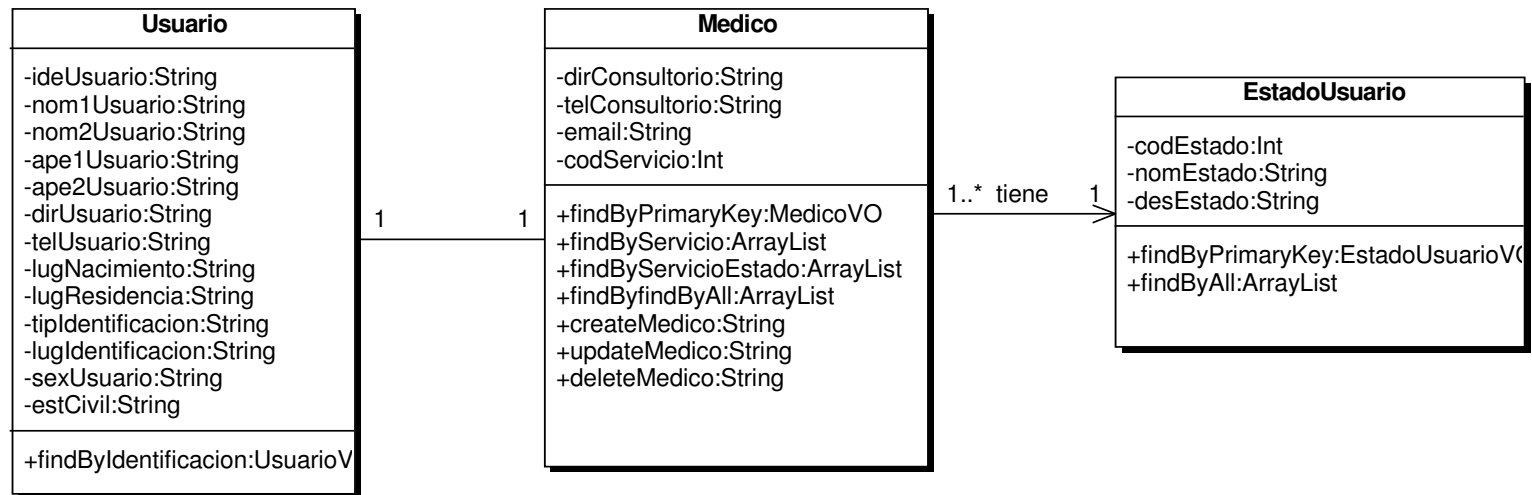 Usuario
-ideUsuario:String
-nom1Usuario:String
-nom2Usuario:String
-ape1Usuario:String
-ape2Usuario:String
-dirUsuario:String
-telUsuario:String
-lugNacimiento:String
-lugResidencia:String
-tipIdentificacion:String
-lugIdentificacion:String
-sexUsuario:String
-estCivil:String
+findByIdentificacion:UsuarioV
1 1
Medico
-dirConsultorio:String
-telConsultorio:String
-email:String
-codServicio:Int
+findByPrimaryKey:MedicoVO
+findByServicio:ArrayList
+findByServicioEstado:ArrayList
+findByfindByAll:ArrayList
+createMedico:String
+updateMedico:String
+deleteMedico:String
1..* tiene 1
EstadoUsuario
-codEstado:Int
-nomEstado:String
-desEstado:String
+findByPrimaryKey:EstadoUsuarioV
+findByAll:ArrayList